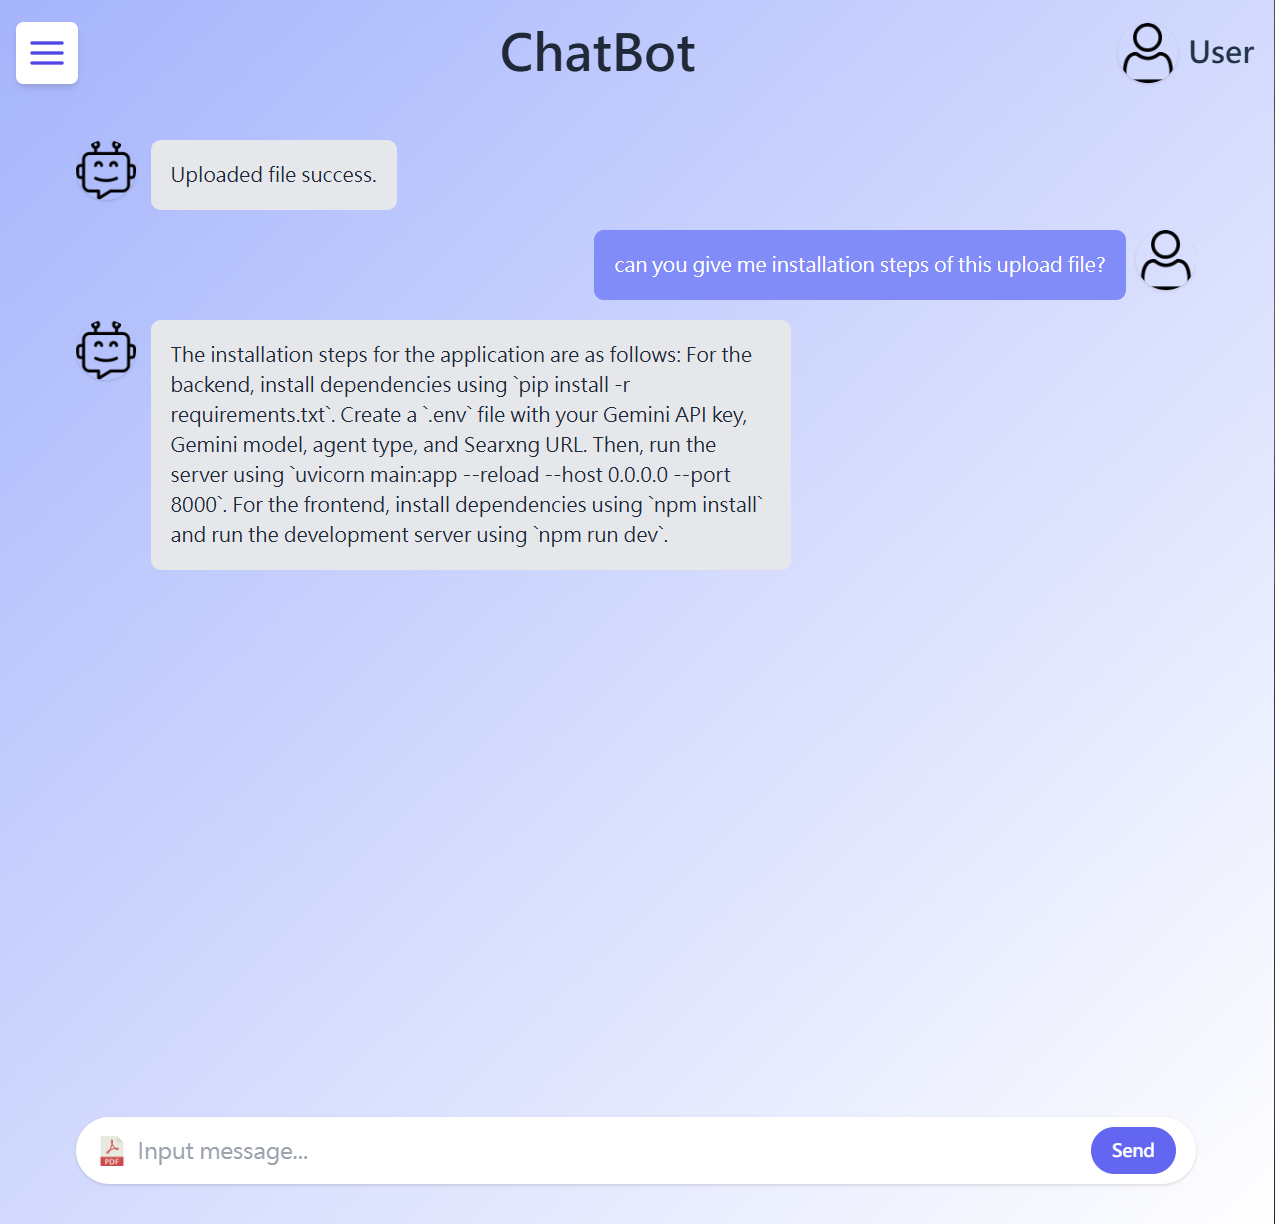 ChatBot
User
Uploaded file success.
can you give me installation steps of this upload file?
The installation steps for the application are as follows: For the
backend, install dependencies using `pip install -r
requirements.txt`. Create a `.env` file with your Gemini API key,
Gemini model, agent type, and Searxng URL. Then, run the
server using `uvicorn main:app --reload --host 0.0.0.0 --port
8000`. For the frontend, install dependencies using `npm install`
and run the development server using `npm run dev`.
PDF
Input message...
Send